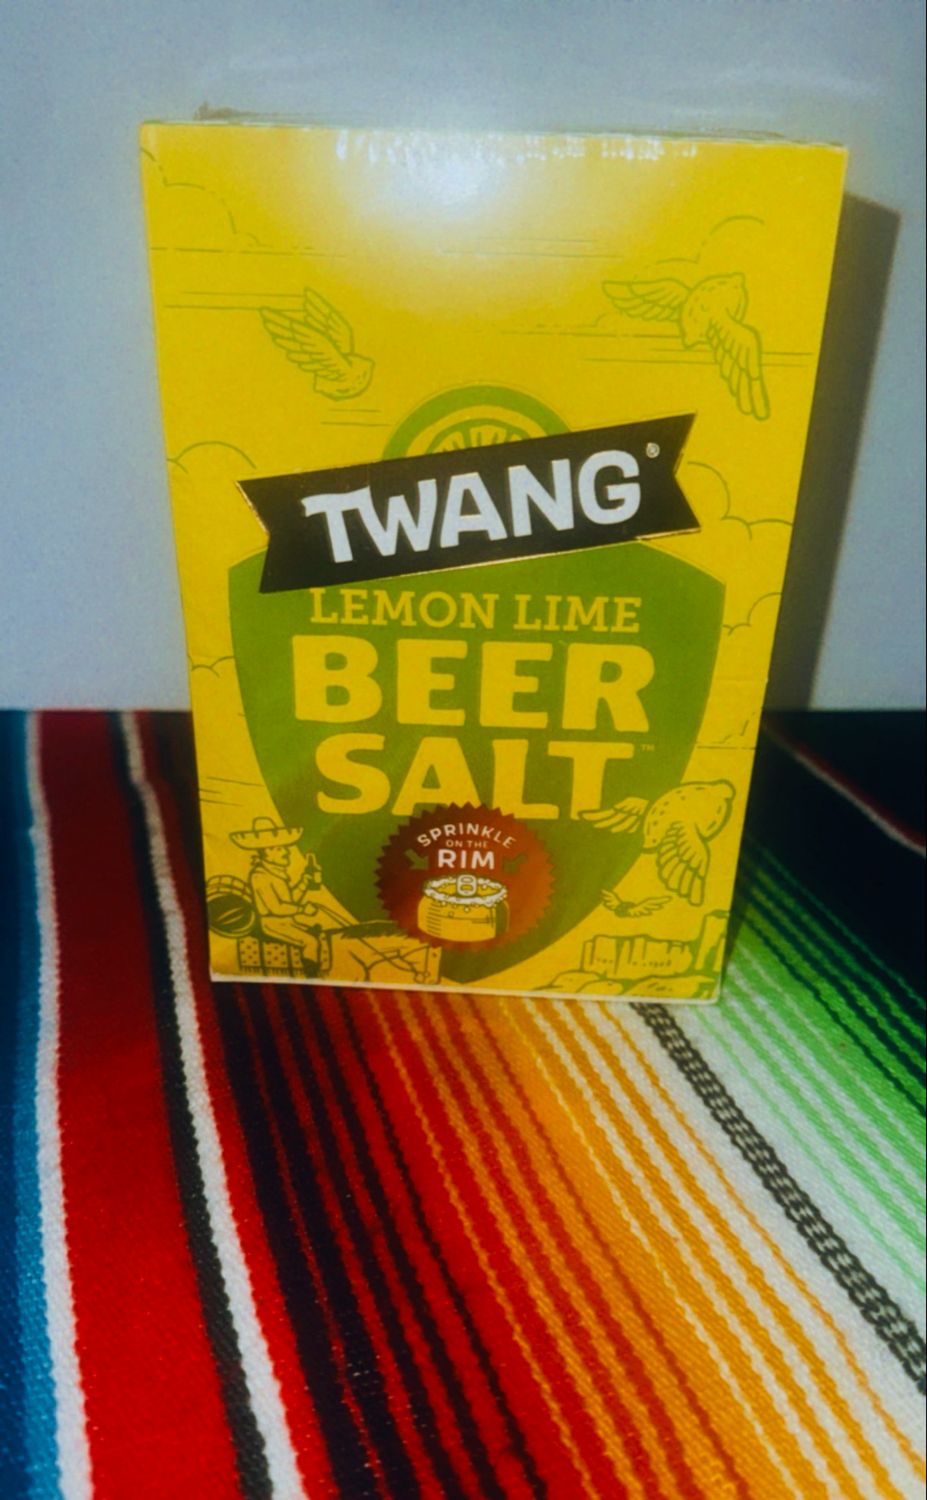 TWANG®
LEMON LIME
BEER
SALT™
SPRINKLE
ON THE
RIM